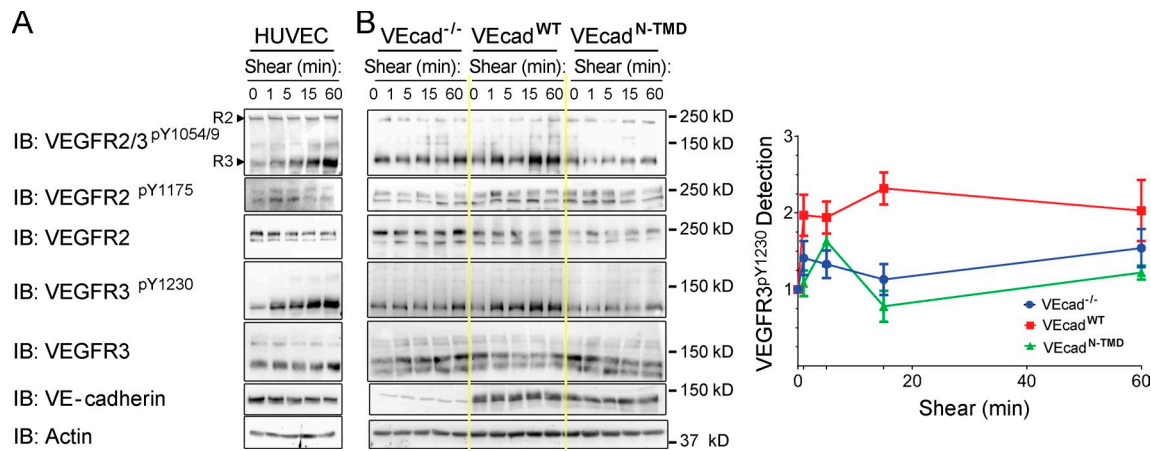 A
B
HUVEC
VEcad-/-
VEcadWT
VEcadN-TMD
Shear (min):
Shear (min):
Shear (min):
Shear (min):
0 1 5 15 60
0 1 5 15 60
0 1 5 15 60
0 1 5 15 60
IB: VEGFR2/3 pY1054/9
R2
R3
250 kD
150 kD
IB: VEGFR2 pY1175
250 kD
IB: VEGFR2
250 kD
IB: VEGFR3 pY1230
150 kD
IB: VEGFR3
150 kD
IB: VE-cadherin
150 kD
IB: Actin
37 kD
VEGFR3pY1230 Detection
3
2
1
VEcad-/-
VEcadWT
VEcadN-TMD
0 20 40 60
Shear (min)